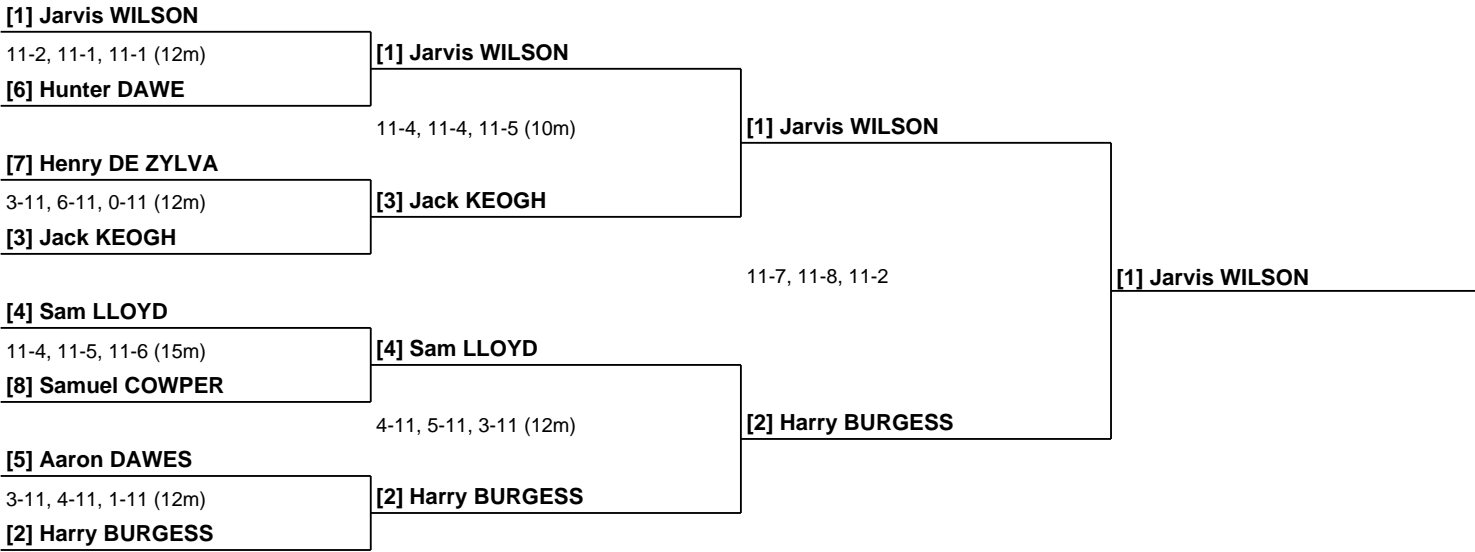 [1] Jarvis WILSON
11-2, 11-1, 11-1 (12m)
[6] Hunter DAWE
[7] Henry DE ZYLVA
3-11, 6-11, 0-11 (12m)
[3] Jack KEOGH
[4] Sam LLOYD
11-4, 11-5, 11-6 (15m)
[8] Samuel COWPER
[5] Aaron DAWES
3-11, 4-11, 1-11 (12m)
[2] Harry BURGESS
[1] Jarvis WILSON
11-4, 11-4, 11-5 (10m)
[3] Jack KEOGH
[4] Sam LLOYD
4-11, 5-11, 3-11 (12m)
[2] Harry BURGESS
[1] Jarvis WILSON
11-7, 11-8, 11-2
[2] Harry BURGESS
[1] Jarvis WILSON